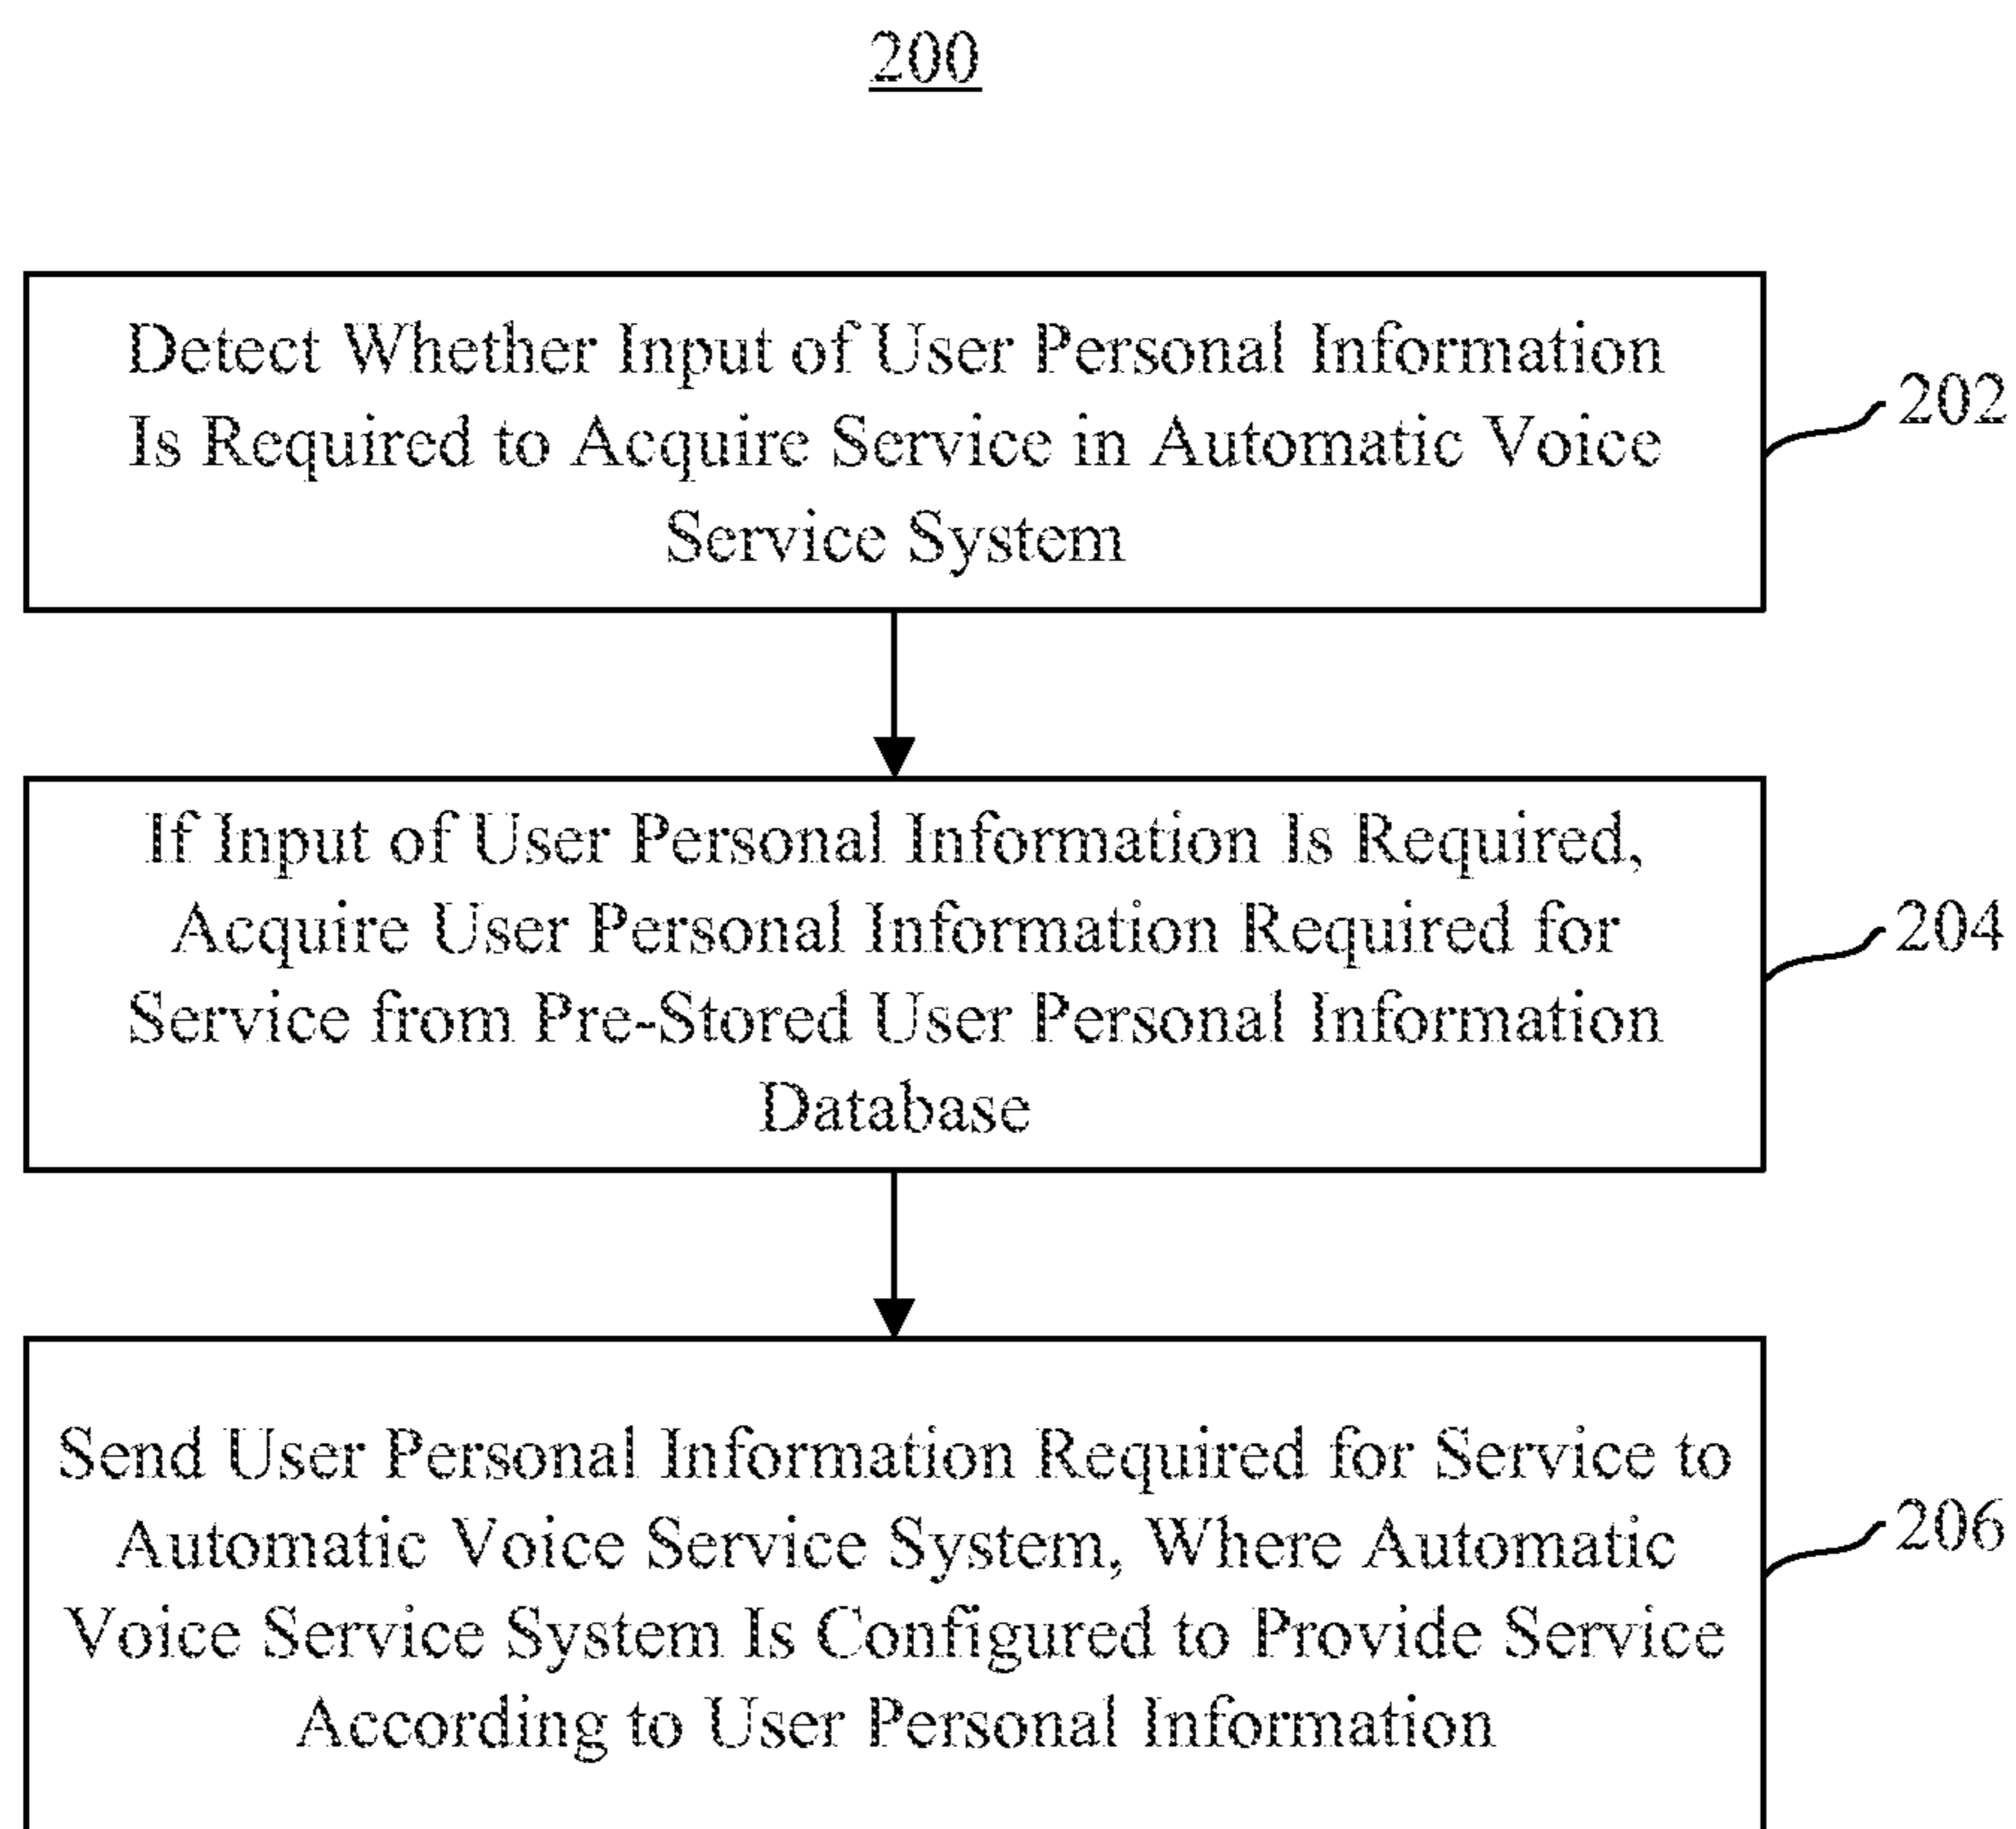 200
Detect Whether Input of User Personal Information
Is Required to Acquire Service in Automatic Voice
Service System
202
If Input of User Personal Information Is Required,
Acquire User Personal Information Required for
Service from Pre-Stored User Personal Information
Database
204
Send User Personal Information Required for Service to
Automatic Voice Service System, Where Automatic
Voice Service System Is Configured to Provide Service
According to User Personal Information
206